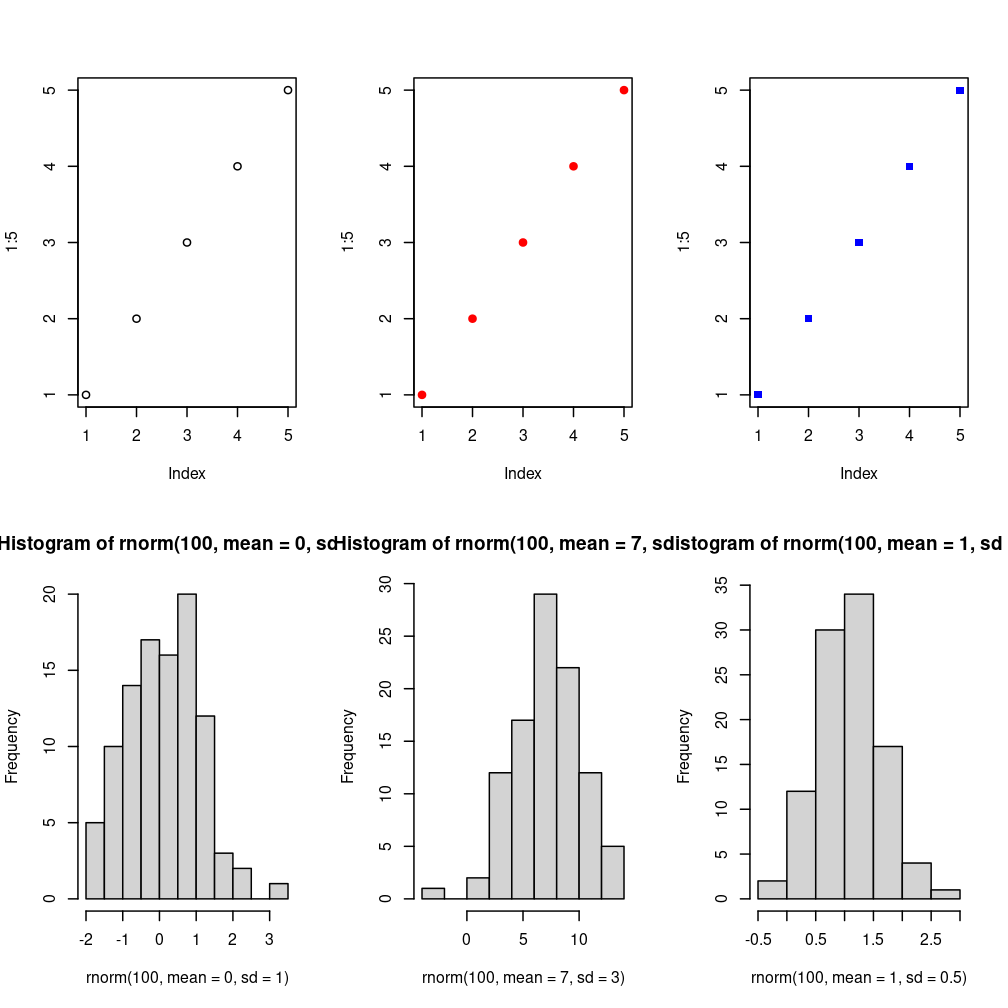 5
4
3
2
1
1:5
1 2 3 4 5
Index
5
4
3
2
1
1:5
1 2 3 4 5
Index
5
4
3
2
1
1:5
1 2 3 4 5
Index
Histogram of rnorm(100, mean = 0, sd
20
15
10
5
0
Frequency
-2 -1 0 1 2 3
rnorm(100, mean = 0, sd = 1)
Histogram of rnorm(100, mean = 7, sd
30
25
20
15
10
5
0
Frequency
0 5 10
rnorm(100, mean = 7, sd = 3)
istogram of rnorm(100, mean = 1, sd
35
30
25
20
15
10
5
0
Frequency
-0.5 0.5 1.5 2.5
rnorm(100, mean = 1, sd = 0.5)